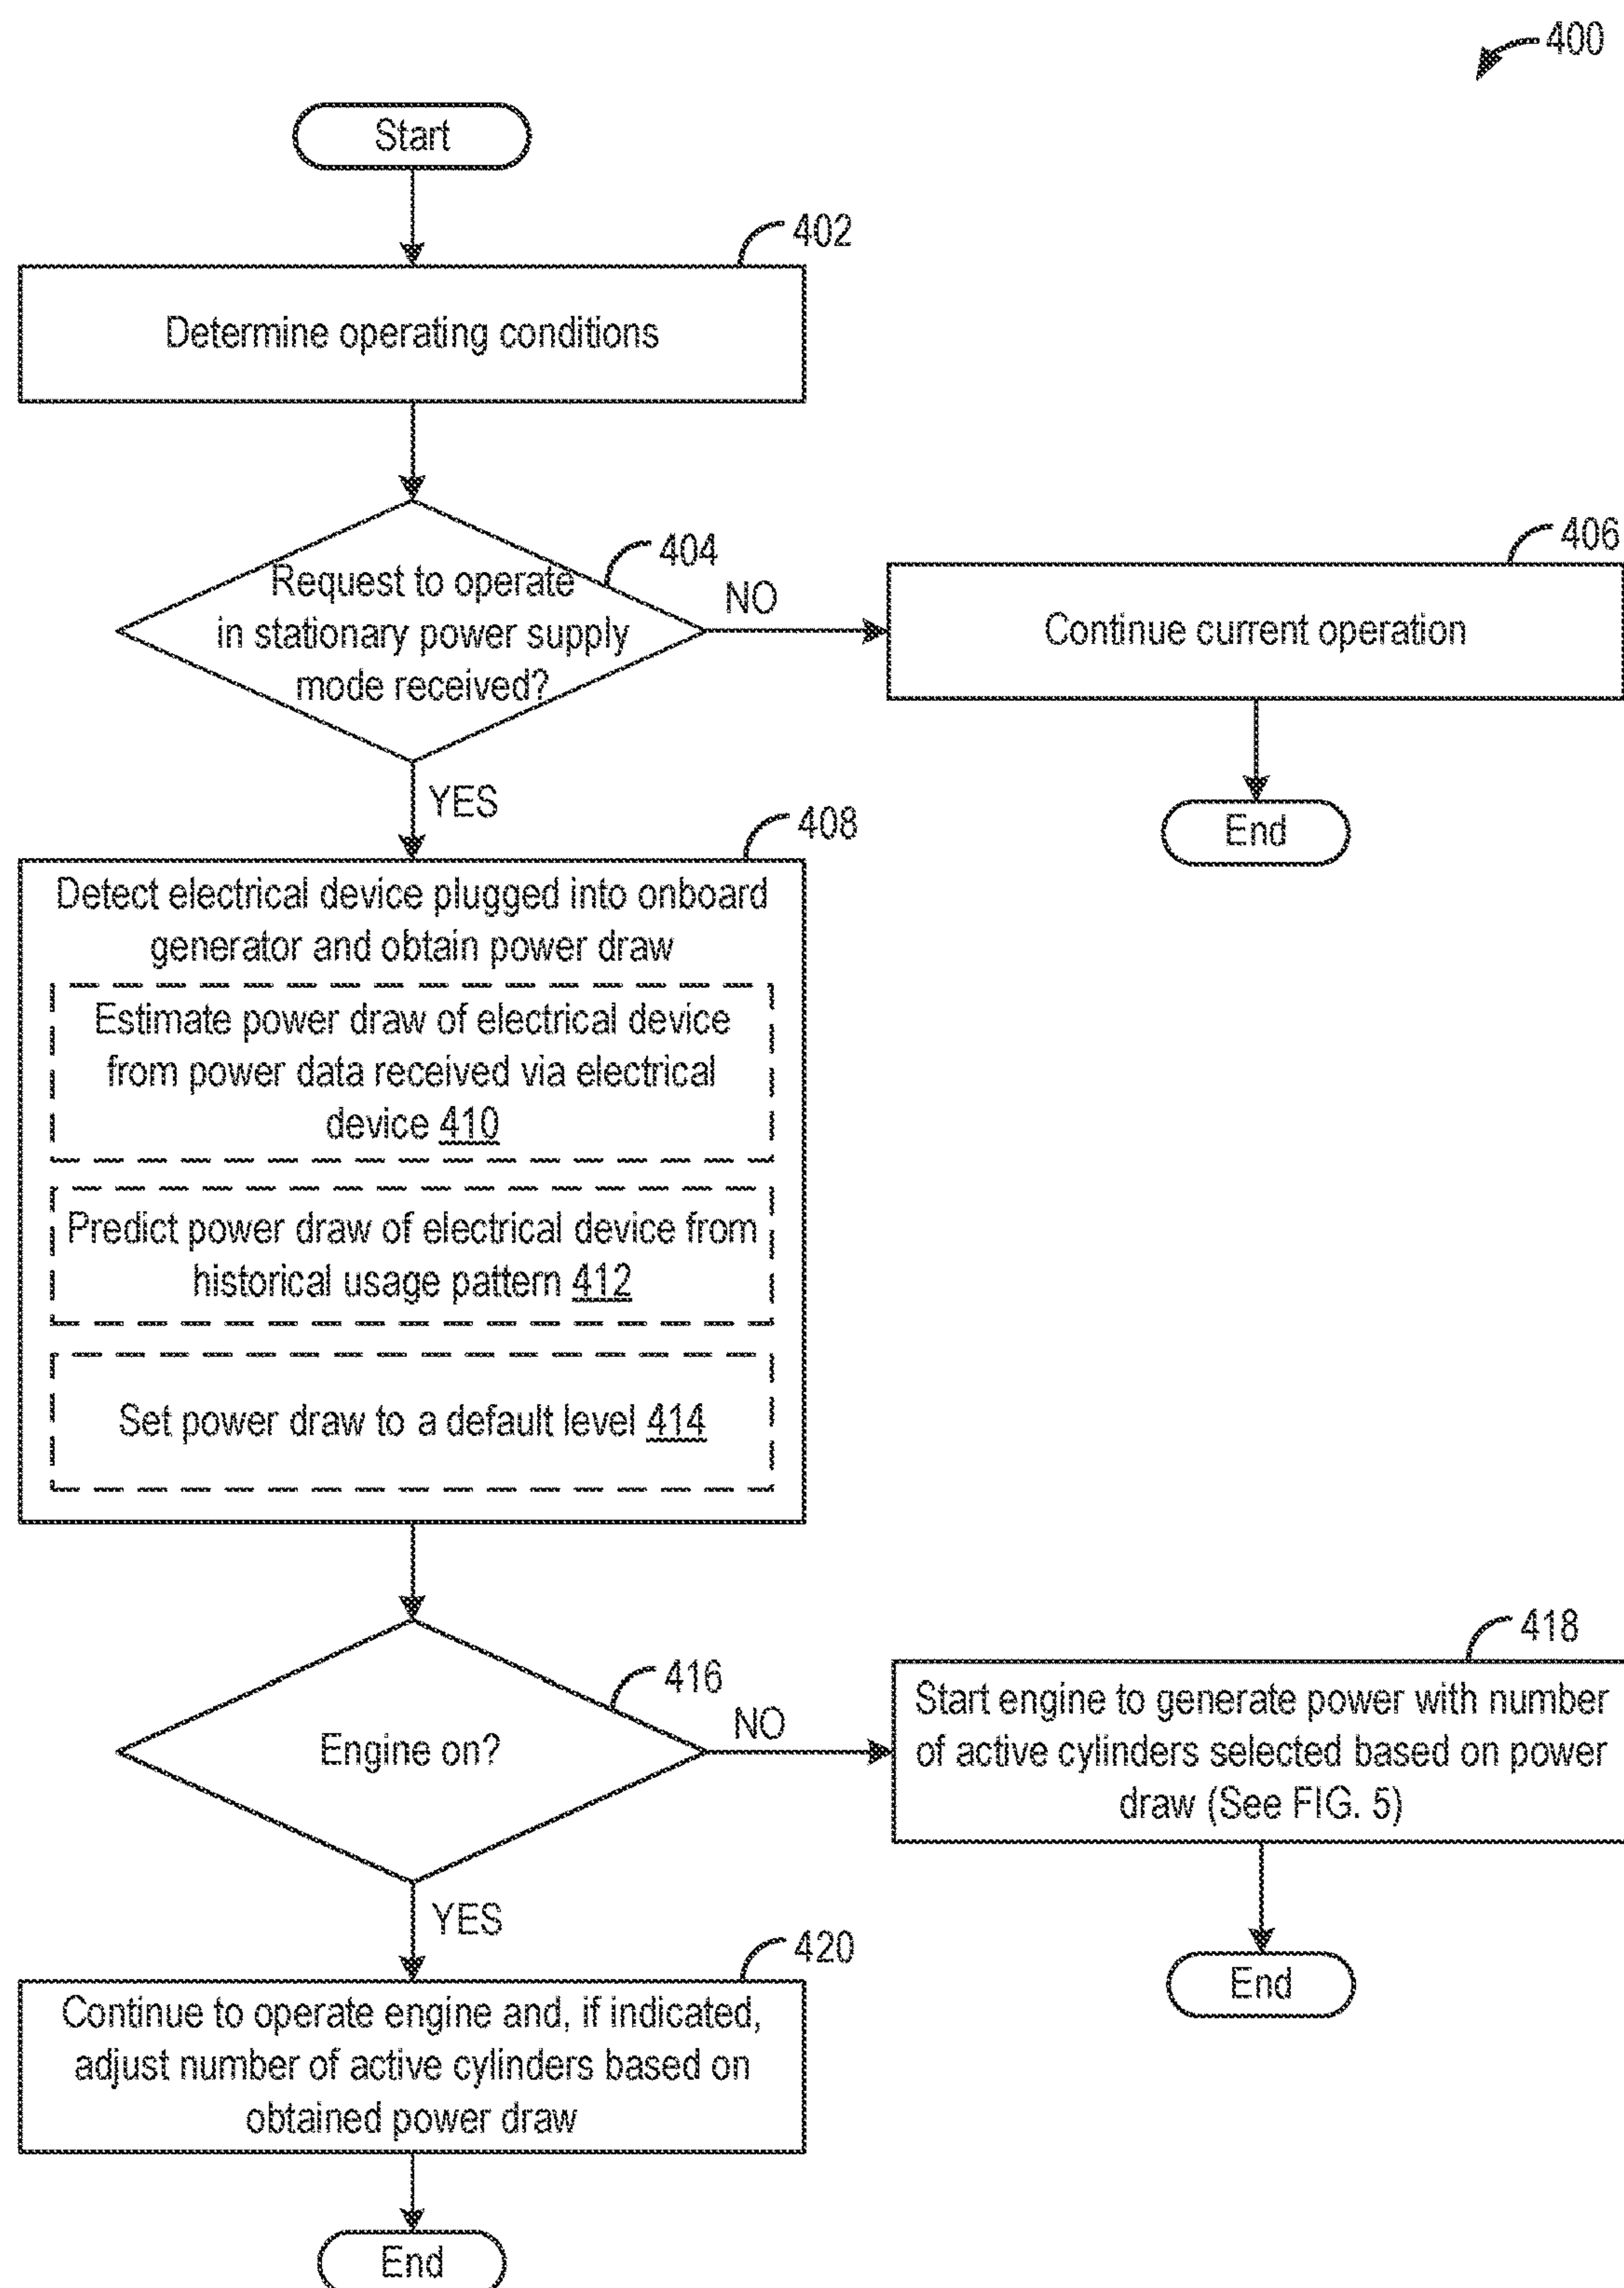 400
Start
402
Determine operating conditions
404
Request to operate
in stationary power supply
mode received?
NO
406
Continue current operation
End
YES
408
Detect electrical device plugged into onboard
generator and obtain power draw
Estimate power draw of electrical device
from power data received via electrical
device 410
Predict power draw of electrical device from
historical usage pattern 412
Set power draw to a default level 414
416
Engine on?
NO
418
Start engine to generate power with number
of active cylinders selected based on power
draw (See FIG. 5)
End
YES
420
Continue to operate engine and, if indicated,
adjust number of active cylinders based on
obtained power draw
End